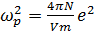 ω_p^2 = \frac{4πN}{Vm} e^2